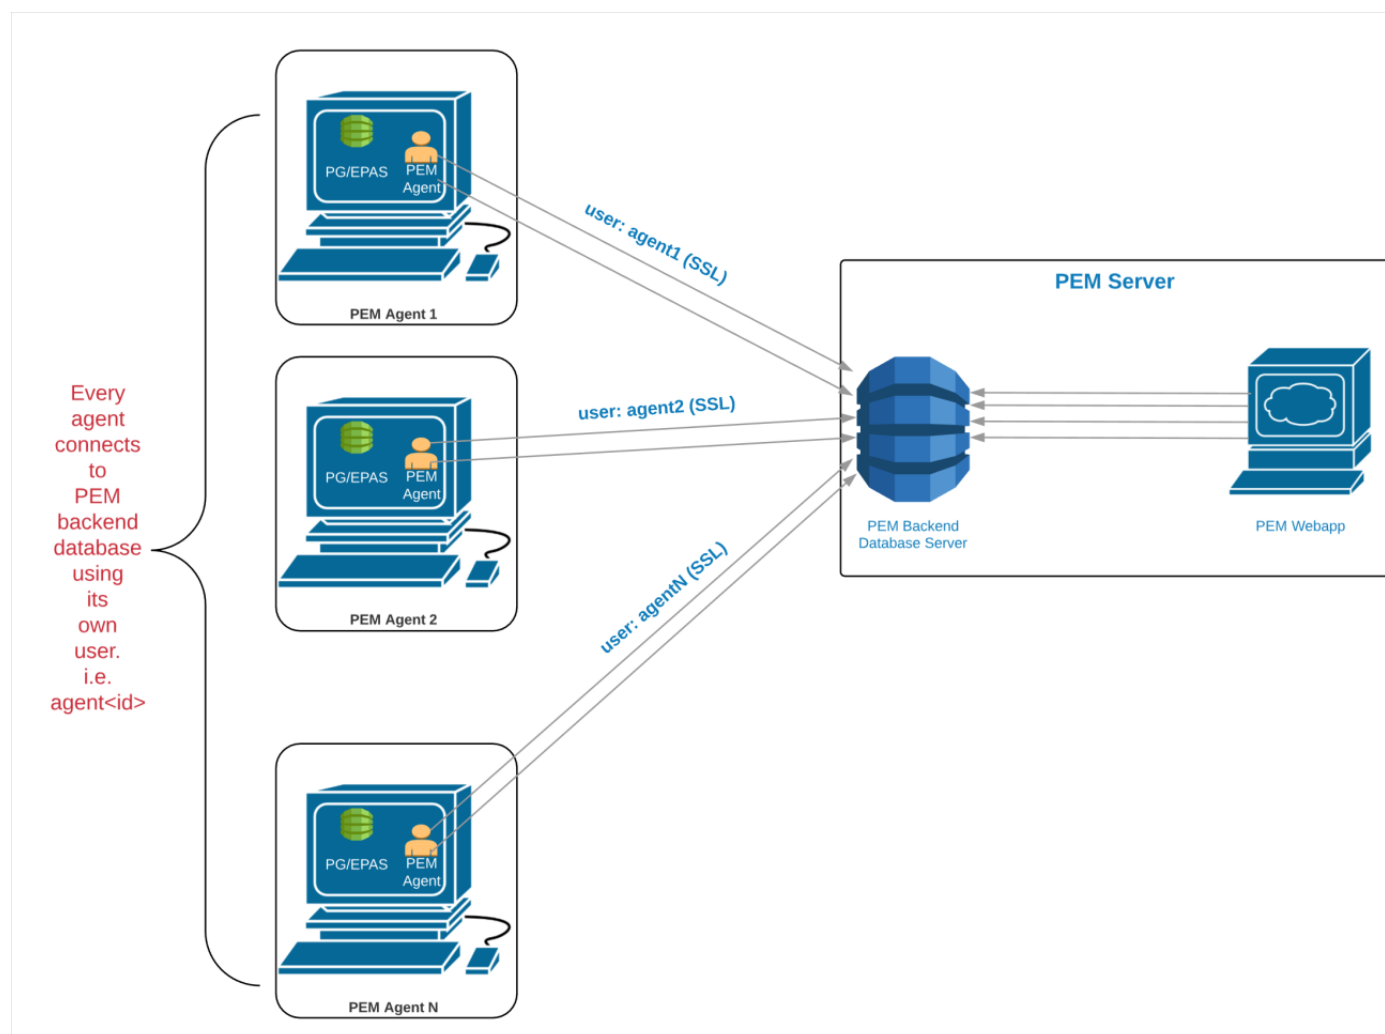 Every
agent
connects
to
PEM
backend
database
using
its
own
user.
i.e.
agent<id>
PG/EPAS
PEM
Agent
PEM Agent 1
user: agent1 (SSL)
PG/EPAS
PEM
Agent
PEM Agent 2
user: agent2 (SSL)
PG/EPAS
PEM
Agent
PEM Agent N
user: agentN (SSL)
PEM Server
PEM Backend
Database Server
PEM Webapp